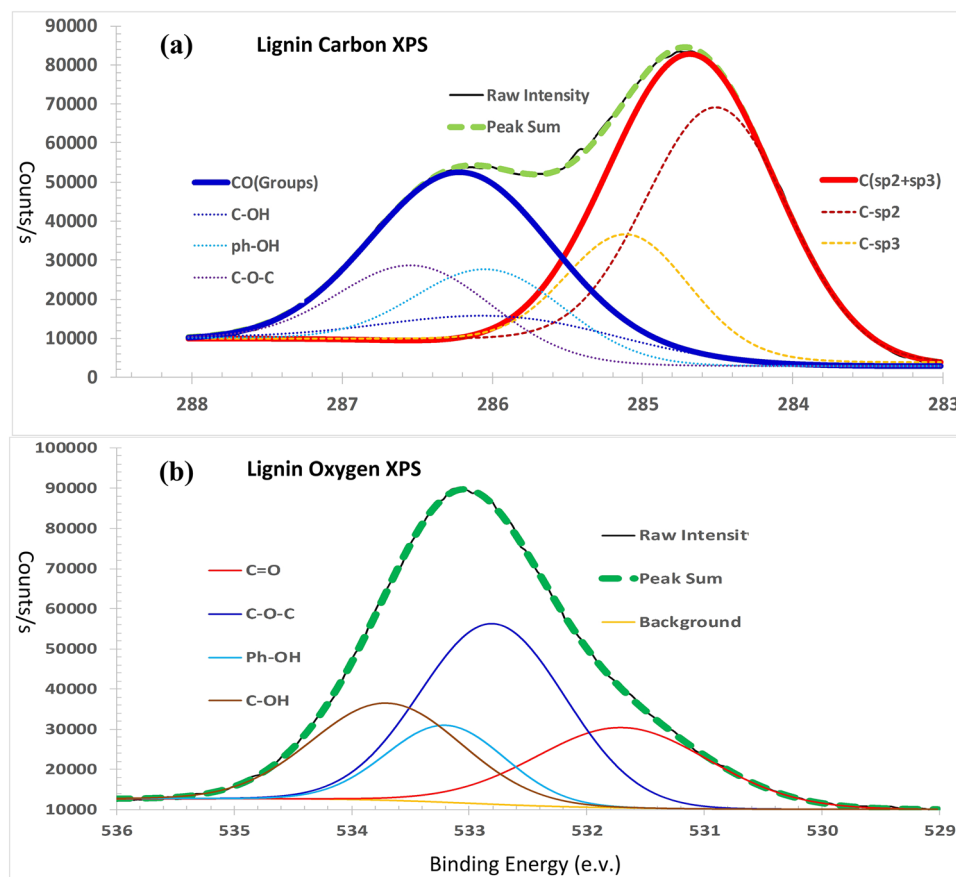 (a) Lignin Carbon XPS
90000
80000
70000
60000
50000
40000
30000
20000
10000
0
Counts/s
Raw Intensity
Peak Sum
CO(Groups)
C-OH
ph-OH
C-O-C
C(sp2+sp3)
C-sp2
C-sp3
288 287 286 285 284 283
(b) Lignin Oxygen XPS
100000
90000
80000
70000
60000
50000
40000
30000
20000
10000
Counts/s
C=O
C-O-C
Ph-OH
C-OH
Raw Intensit
Peak Sum
Background
536 535 534 533 532 531 530 529
Binding Energy (e.v.)